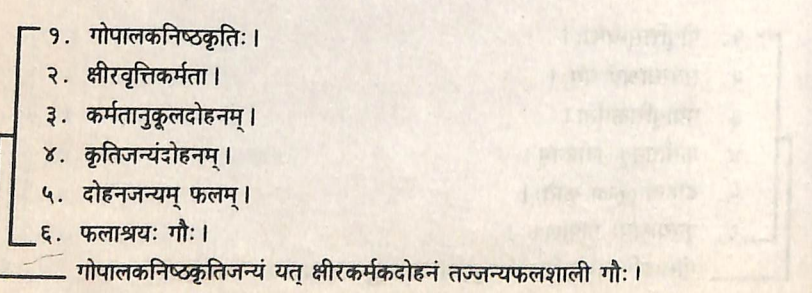 १. गोपालकनिष्ठकृतिः।
२. क्षीरवृत्तिकर्मता।
३. कर्मतानुकूलदोहनम्।
४. कृतिजन्यंदोहनम्।
५. दोहनजन्यम् फलम्।
६. फलाश्रयः गौः।
गोपालकनिष्ठकृतिजन्यं यत् क्षीरकर्मकदोहनं तज्जन्यफलशाली गौः।